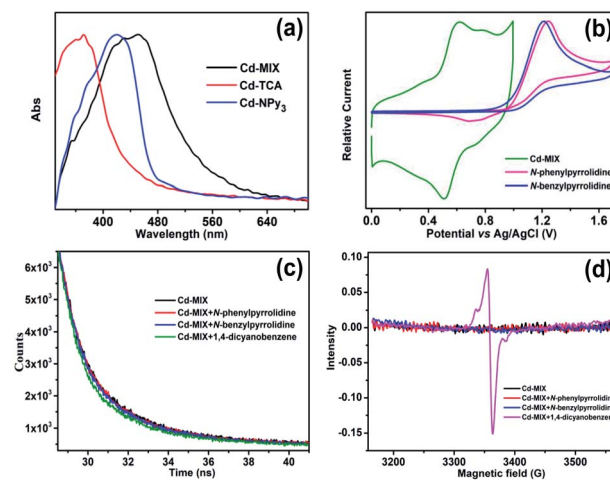 (a)
Cd-MIX
Cd-TCA
Cd-NPy3
Abs
400 480 560 640
Wavelength (nm)
(b)
Relative Current
Cd-MIX
N-phenylpyrrolidine
N-benzylpyrrolidine
0.0 0.4 0.8 1.2 1.6
Potential vs Ag/AgCl (V)
(c)
6x10³
5x10³
4x10³
3x10³
2x10³
1x10³
Counts
Cd-MIX
Cd-MIX+N-phenylpyrrolidine
Cd-MIX+N-benzylpyrrolidine
Cd-MIX+1,4-dicyanobenzene
30 32 34 36 38 40
Time (ns)
(d)
0.10
0.05
0.00
-0.05
-0.10
-0.15
Intensity
Cd-MIX
Cd-MIX+N-phenylpyrrolidin
Cd-MIX+N-benzylpyrrolidin
Cd-MIX+1,4-dicyanobenzene
3200 3300 3400 3500
Magnetic field (G)